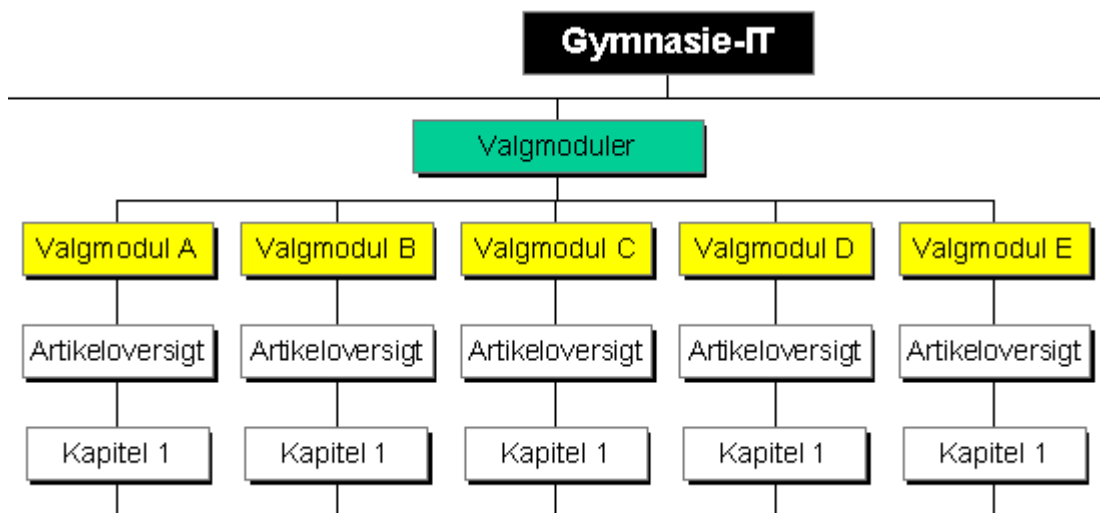 Gymnasie-IT
Valgmoduler
Valgmodul A
Valgmodul B
Valgmodul C
Valgmodul D
Valgmodul E
Artikeloversigt
Artikeloversigt
Artikeloversigt
Artikeloversigt
Artikeloversigt
Kapitel 1
Kapitel 1
Kapitel 1
Kapitel 1
Kapitel 1